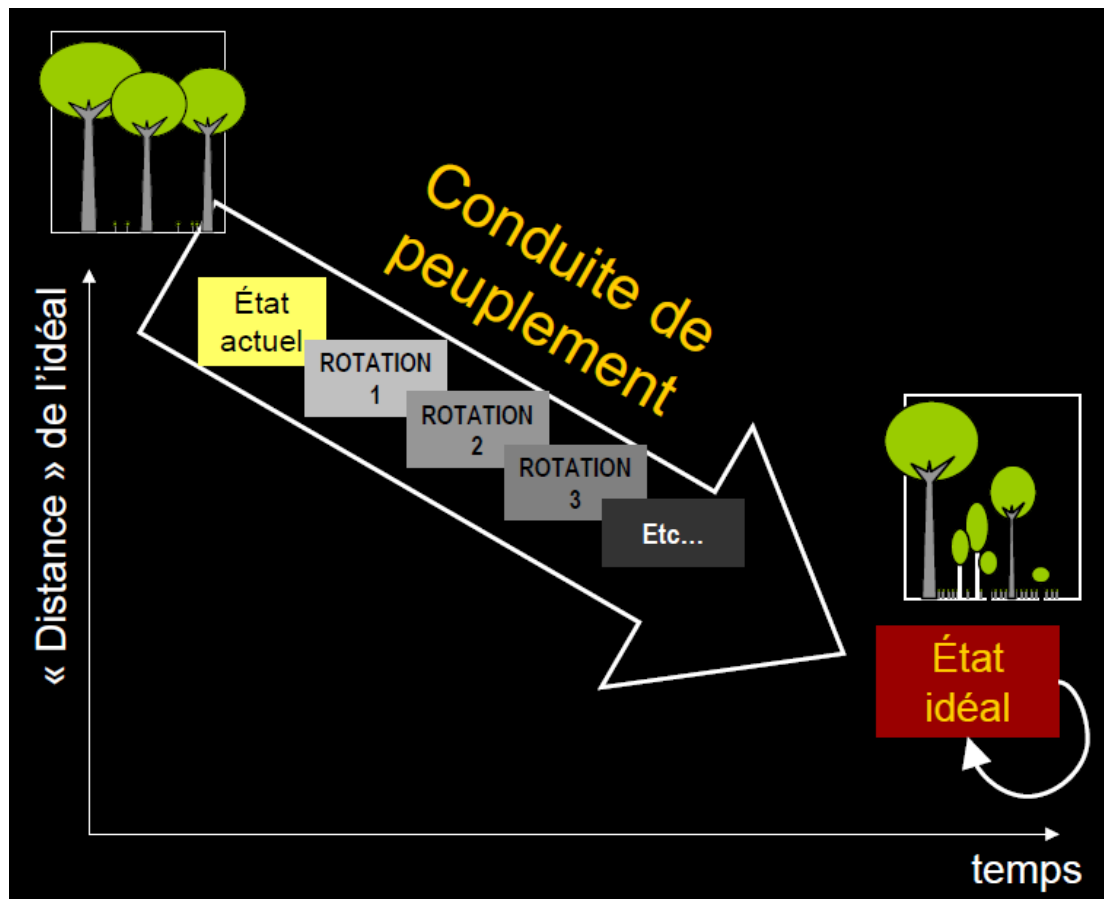 Conduite de
peuplement
« Distance » de l'idéal
État
actuel
ROTATION
1
ROTATION
2
ROTATION
3
Etc...
État
idéal
temps